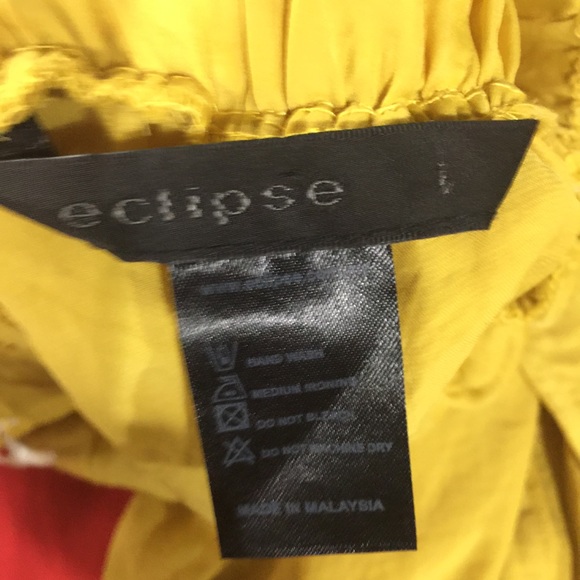 eclipse
HAND WASH
MEDIUM IRONING
DO NOT BLEACH
DO NOT MACHINE DRY
MADE IN MALAYSIA